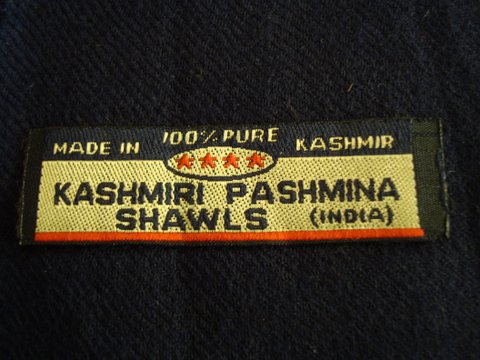 MADE IN 100% PURE KASHMIR
KASHMIRI PASHMINA
SHAWLS (INDIA)